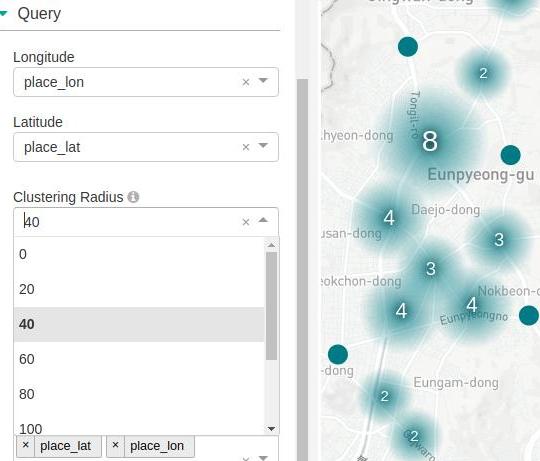 Query
Longitude
× place_lon
Latitude
× place_lat
Clustering Radius
40
×
0
20
40
60
80
100
× place_lat × place_lon
×
-dong
2
Tongil-ro
hyeon-dong
8
Eunpyeong-gu
4
Daejo-dong
usan-dong
3
3
eokchon-dong
4
4
Nokbeon-d
Eunpyeongno
-dong
Eungam-dong
2
2